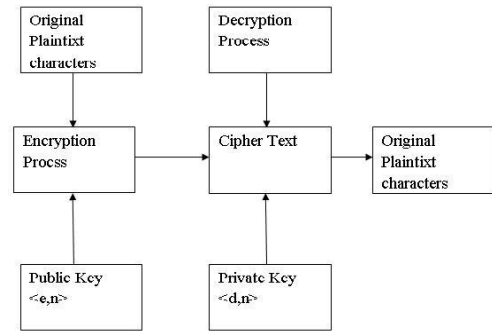 Original
Plaintixt
characters
Decryption
Process
Encryption
Procss
Cipher Text
Original
Plaintixt
characters
Public Key
<e,n>
Private Key
<d,n>